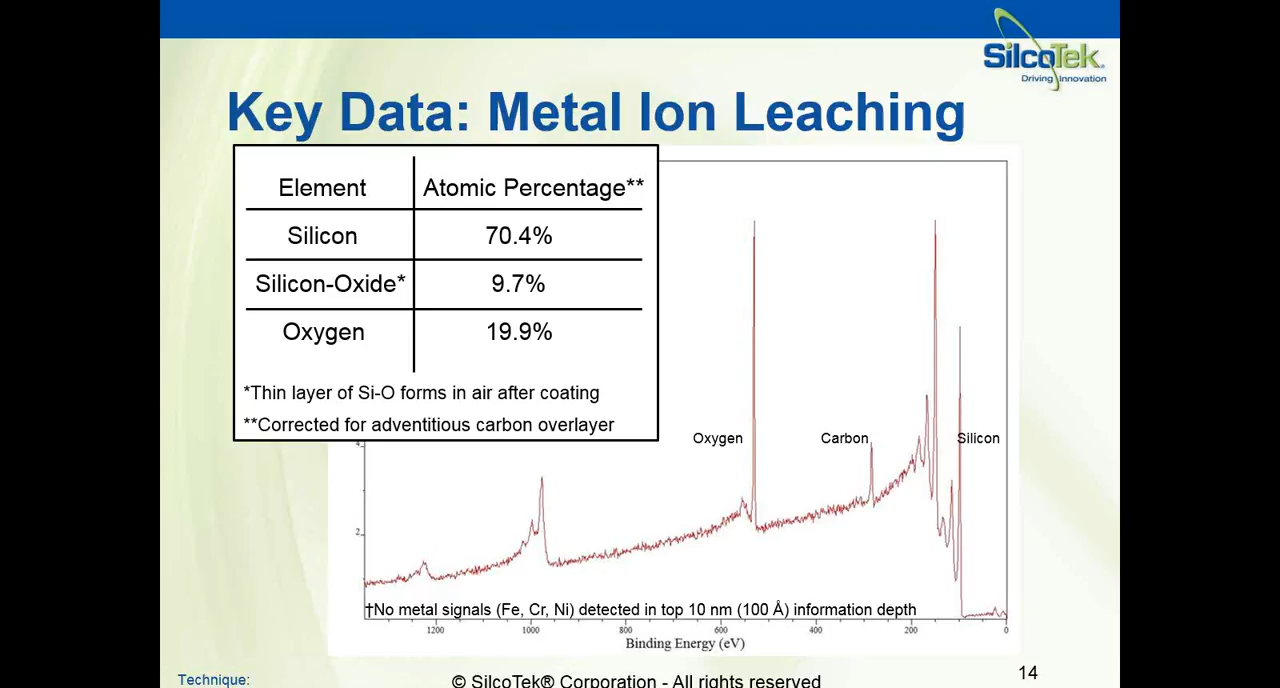 SilcoTek®
Driving Innovation
Key Data: Metal Ion Leaching
Element Atomic Percentage**
Silicon 70.4%
Silicon-Oxide* 9.7%
Oxygen 19.9%
*Thin layer of Si-O forms in air after coating
**Corrected for adventitious carbon overlayer
Oxygen Carbon Silicon
4
2
†No metal signals (Fe, Cr, Ni) detected in top 10 nm (100 Å) information depth
1200 1000 800 600 400 200 0
Binding Energy (eV)
14
Technique:
© SilcoTek® Corporation - All rights reserved